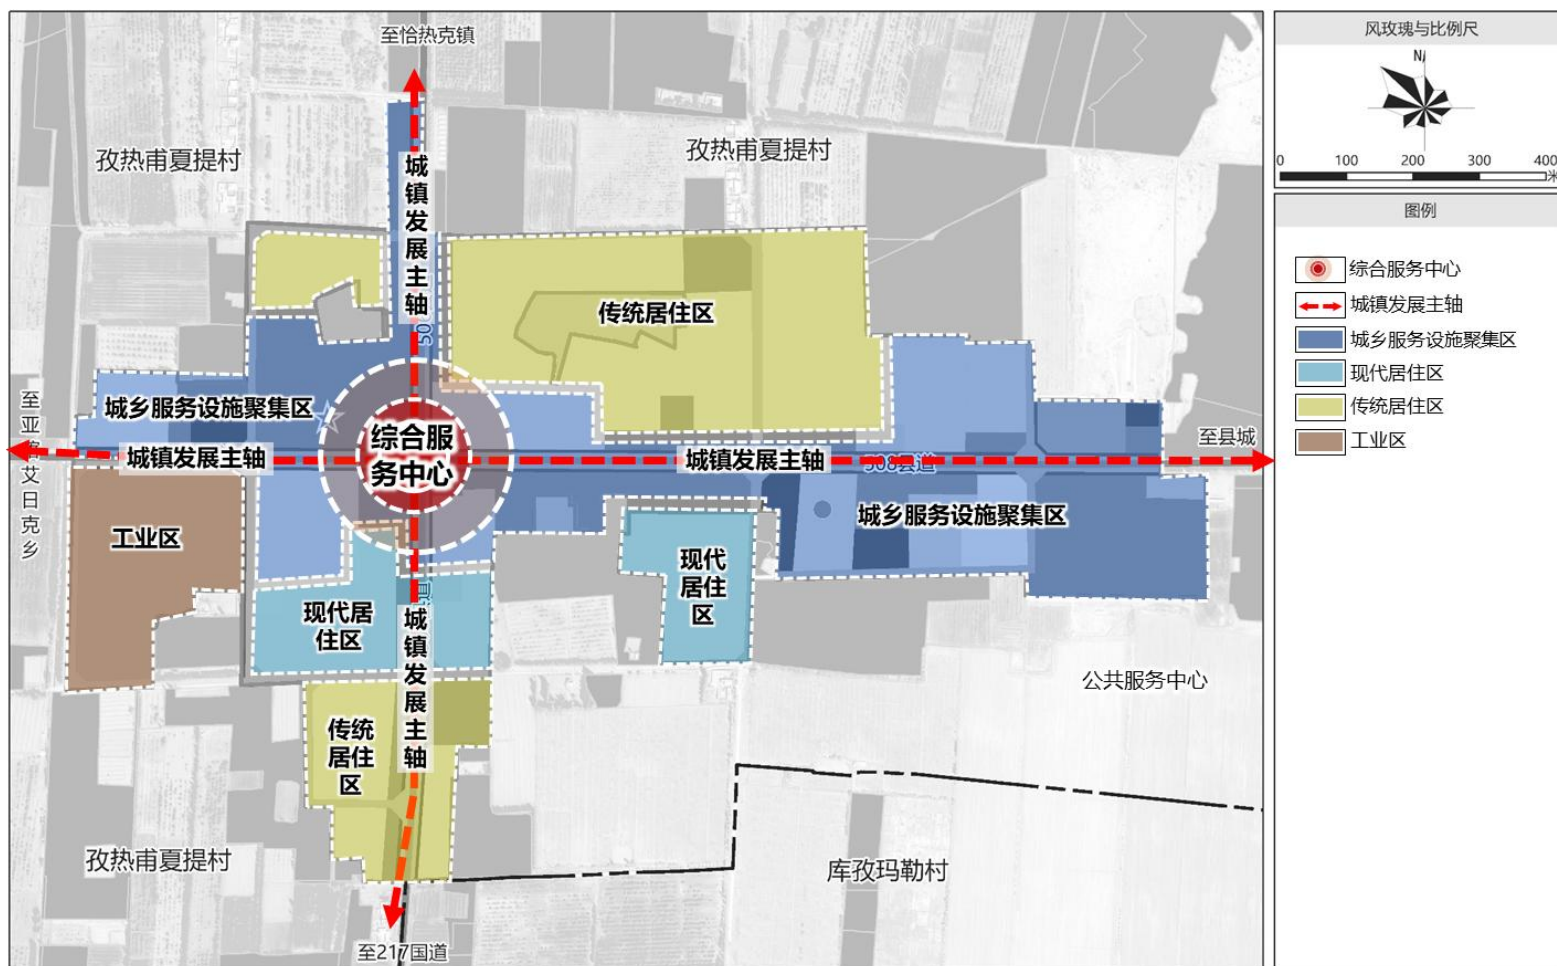 至恰热克镇
孜热甫夏提村
孜热甫夏提村
城镇发展主轴
传统居住区
城乡服务设施聚集区
至亚
艾日克乡
城镇发展主轴
综合服
务中心
城镇发展主轴
508县道
至县城
城乡服务设施聚集区
工业区
现代
居住
区
现代居
住区
城镇发展主轴
传统
居住
区
公共服务中心
孜热甫夏提村
库孜玛勒村
至217国道
风玫瑰与比例尺
N
0 100 200 300 400
米
图例
综合服务中心
城镇发展主轴
城乡服务设施聚集区
现代居住区
传统居住区
工业区